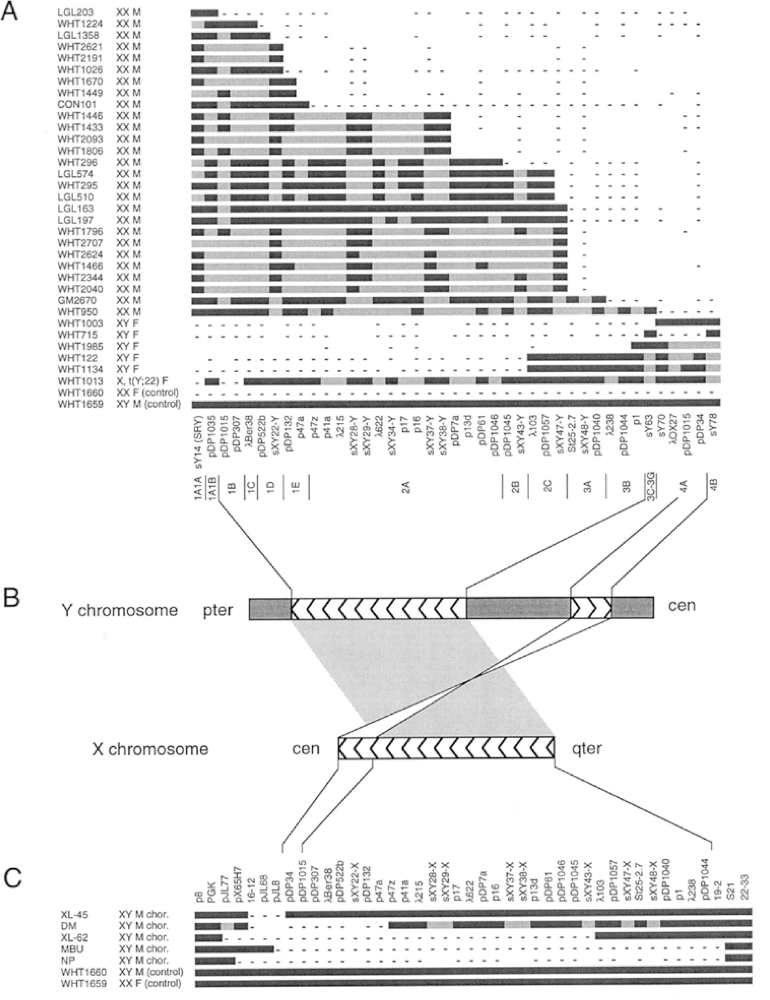 A
LGL203 XX M
WHT1224 XX M
LGL1358 XX M
WHT2621 XX M
WHT2191 XX M
WHT1026 XX M
WHT1670 XX M
WHT1449 XX M
CON101 XX M
WHT1446 XX M
WHT1433 XX M
WHT2093 XX M
WHT1806 XX M
WHT296 XX M
LGL574 XX M
WHT295 XX M
LGL510 XX M
LGL163 XX M
LGL197 XX M
WHT1796 XX M
WHT2707 XX M
WHT2624 XX M
WHT1466 XX M
WHT2344 XX M
WHT2040 XX M
GM2670 XX M
WHT950 XX M
WHT1003 XY F
WHT715 XY F
WHT1985 XY F
WHT122 XY F
WHT1134 XY F
WHT1013 X, t(Y;22) F
WHT1660 XX F (control)
WHT1659 XY M (control)
sY14 (SRY) pDP1035 pDP1015 pDP307 λBer38 pDP522b sXY22-Y pDP132 p47a p47z p41a λ215 sXY28-Y sXY29-Y λ622 sXY34-Y p17 p16 sXY37-Y sXY38-Y pDP7a p13d pDP61 pDP1046 pDP1045 sXY43-Y λ103 pDP1057 sXY47-Y St25-2.7 sXY48-Y pDP1040 λ238 pDP1044 p1 sY63 sY70 λOX27 pDP1015 pDP34 sY78
1A1A 1A1B 1B 1C 1D 1E 2A 2B 2C 3A 3B 3C-3G 4A 4B
B
Y chromosome pter cen
X chromosome cen qter
C
p8 PGK pJL77 pX65H7 16-12 pJL68 pJL8 pDP34 pDP1015 pDP307 λBer38 pDP522b sXY22-X pDP132 p47a p47z p41a λ215 sXY28-X sXY29-X p17 λ622 pDP7a p16 sXY37-X sXY38-X p13d pDP61 pDP1046 pDP1045 sXY43-X λ103 pDP1057 sXY47-X St25-2.7 sXY48-X pDP1040 p1 λ238 pDP1044 19-2 S21 22-33
XL-45 XY M chor.
DM XY M chor.
XL-62 XY M chor.
MBU XY M chor.
NP XY M chor.
WHT1660 XY M (control)
WHT1659 XX F (control)